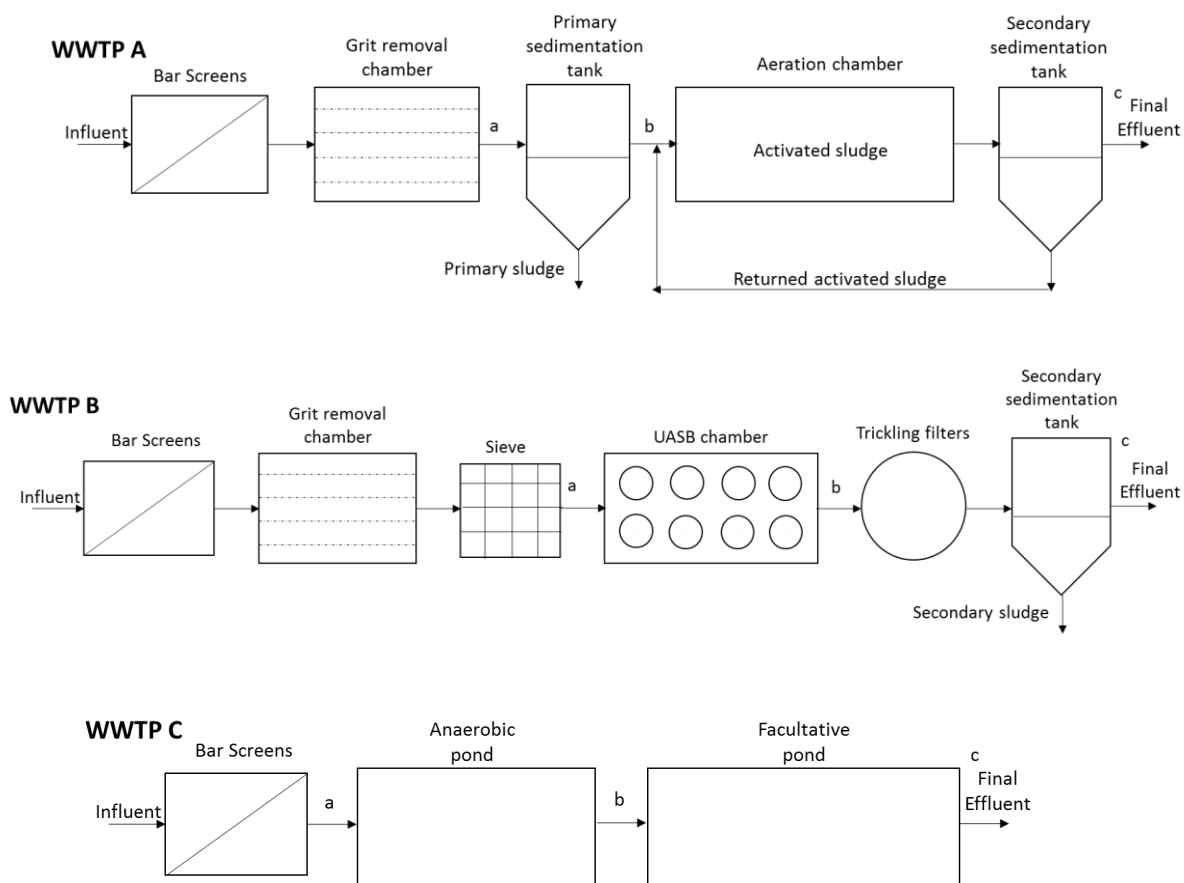 WWTP A
Bar Screens
Grit removal
chamber
Primary
sedimentation
tank
Aeration chamber
Secondary
sedimentation
tank
Influent
a
b
Activated sludge
c
Final
Effluent
Primary sludge
Returned activated sludge
WWTP B
Bar Screens
Grit removal
chamber
Sieve
UASB chamber
Trickling filters
Secondary
sedimentation
tank
Influent
a
b
c
Final
Effluent
Secondary sludge
WWTP C
Bar Screens
Anaerobic
pond
Facultative
pond
Influent
a
b
c
Final
Effluent